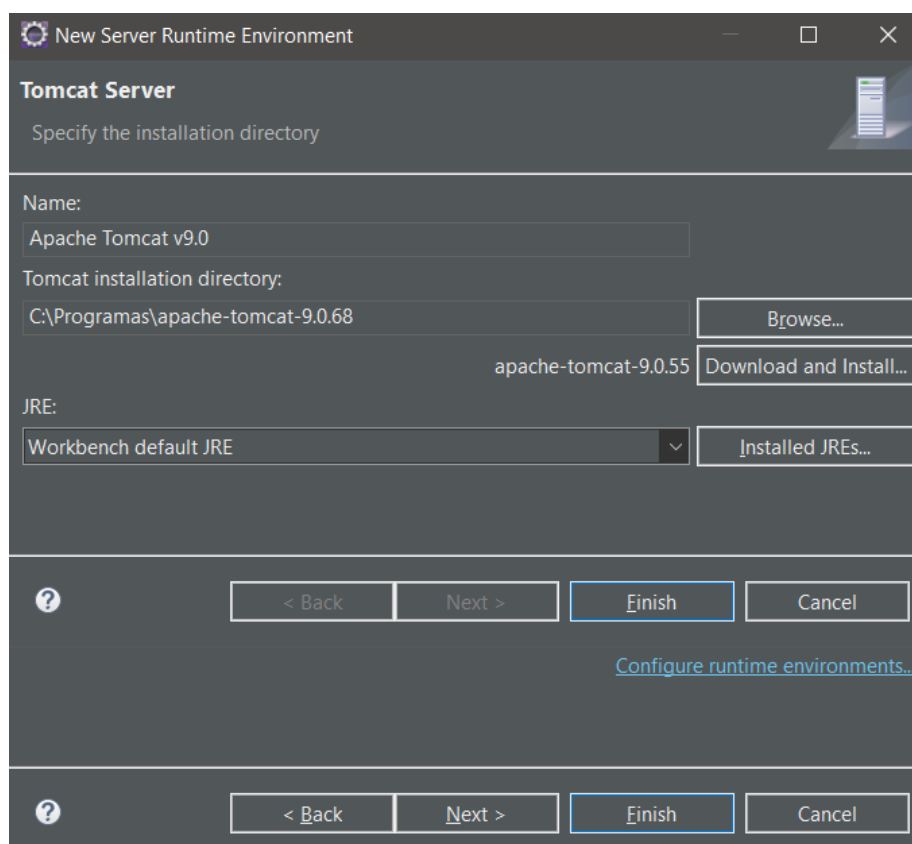 New Server Runtime Environment
Tomcat Server
Specify the installation directory
Name:
Apache Tomcat v9.0
Tomcat installation directory:
C:\Programas\apache-tomcat-9.0.68
Browse...
apache-tomcat-9.0.55 Download and Install...
JRE:
Workbench default JRE
Installed JREs...
< Back Next > Finish Cancel
Configure runtime environments..
< Back Next > Finish Cancel